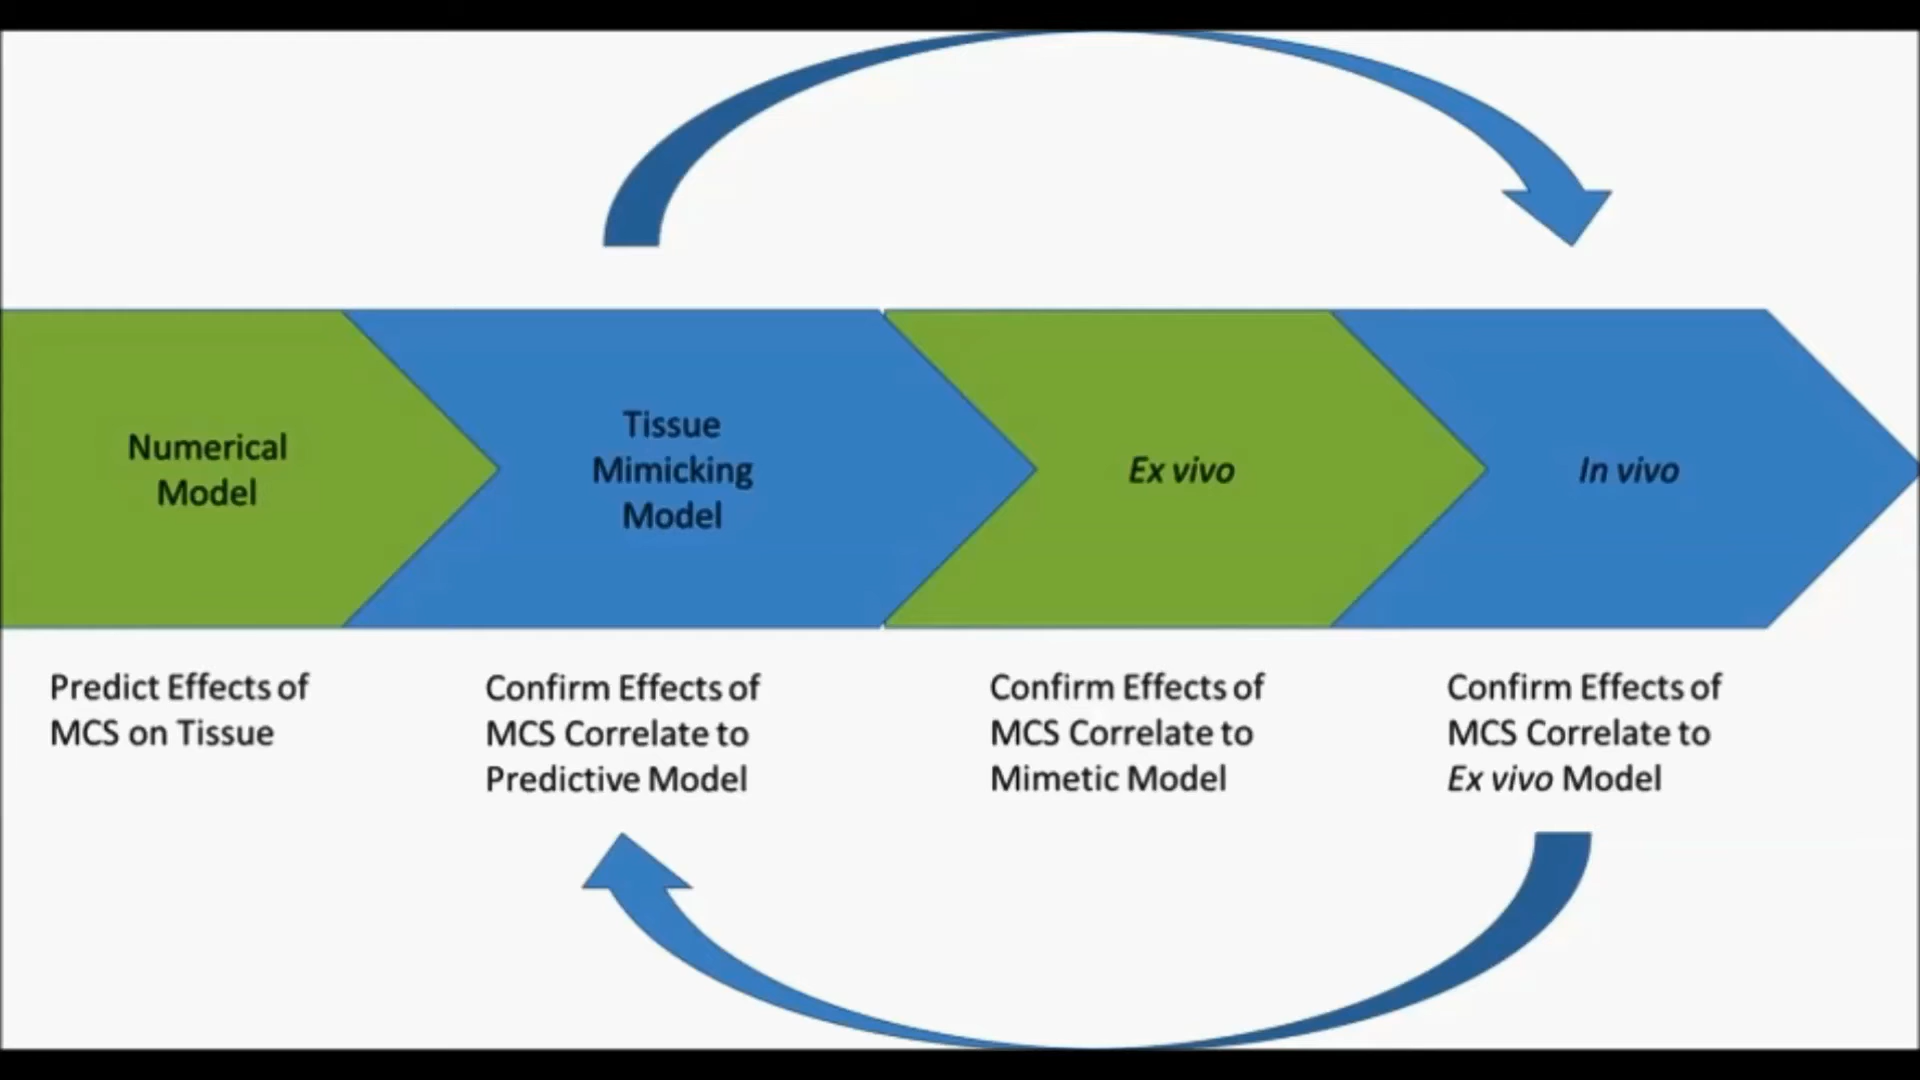 Numerical
Model
Tissue
Mimicking
Model
Ex vivo
In vivo
Predict Effects of
MCS on Tissue
Confirm Effects of
MCS Correlate to
Predictive Model
Confirm Effects of
MCS Correlate to
Mimetic Model
Confirm Effects of
MCS Correlate to
Ex vivo Model